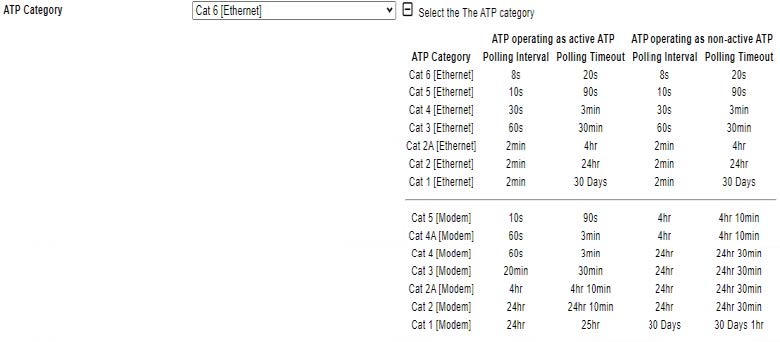 ATP Category Cat 6 [Ethernet] Select the The ATP category
ATP operating as active ATP ATP operating as non-active ATP
ATP Category Polling Interval Polling Timeout Polling Interval Polling Timeout
Cat 6 [Ethernet] 8s 20s 8s 20s
Cat 5 [Ethernet] 10s 90s 10s 90s
Cat 4 [Ethernet] 30s 3min 30s 3min
Cat 3 [Ethernet] 60s 30min 60s 30min
Cat 2A [Ethernet] 2min 4hr 2min 4hr
Cat 2 [Ethernet] 2min 24hr 2min 24hr
Cat 1 [Ethernet] 2min 30 Days 2min 30 Days
Cat 5 [Modem] 10s 90s 4hr 4hr 10min
Cat 4A [Modem] 60s 3min 4hr 4hr 10min
Cat 4 [Modem] 60s 3min 24hr 24hr 30min
Cat 3 [Modem] 20min 30min 24hr 24hr 30min
Cat 2A [Modem] 4hr 4hr 10min 24hr 24hr 30min
Cat 2 [Modem] 24hr 24hr 10min 24hr 24hr 30min
Cat 1 [Modem] 24hr 25hr 30 Days 30 Days 1hr